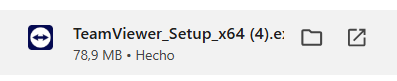 TeamViewer_Setup_x64 (4).e
78,9 MB • Hecho